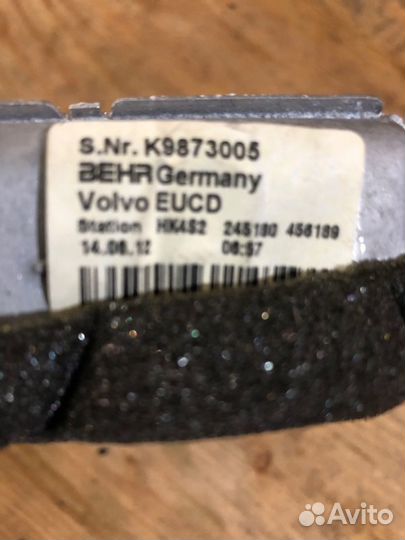 S.Nr. K9873005
BEHR Germany
Volvo EUCD
Station HK4S2 245180 456189
14.06.12 06:57
Avito